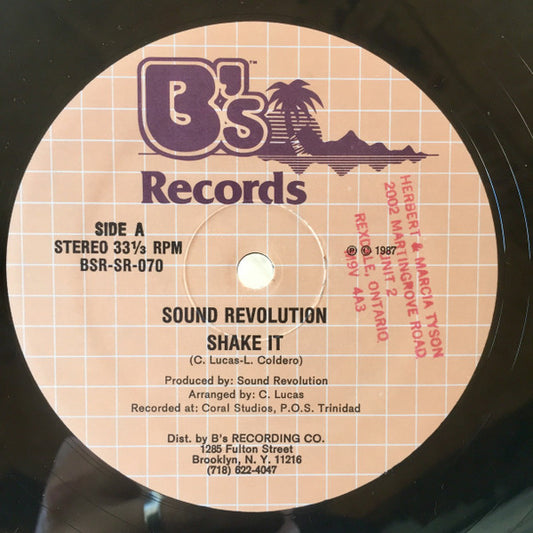 B's™
Records
SIDE A
STEREO 33⅓ RPM
BSR-SR-070
℗ © 1987
HERBERT & MARCIA TYSON
2002 MARTINGROVE ROAD
UNIT 2
REXDALE, ONTARIO
M9V 4A3
SOUND REVOLUTION
SHAKE IT
(C. Lucas-L. Coldero)
Produced by: Sound Revolution
Arranged by: C. Lucas
Recorded at: Coral Studios, P.O.S. Trinidad
Dist. by B's RECORDING CO.
1285 Fulton Street
Brooklyn, N. Y. 11216
(718) 622-4047